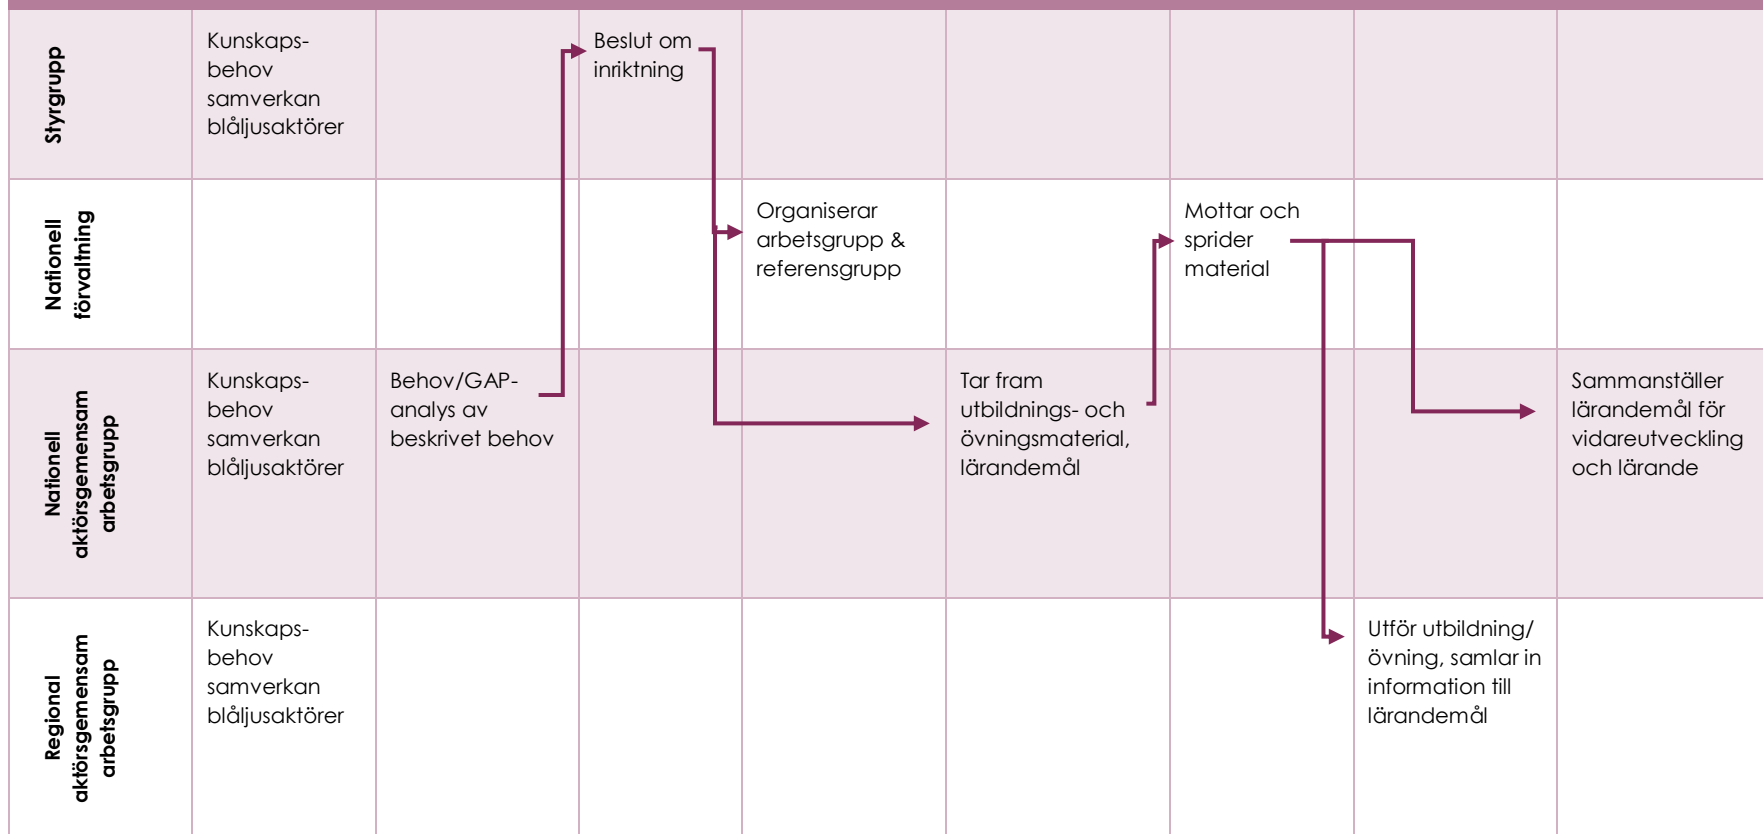 Styrgrupp
Kunskaps-
behov
samverkan
blåljusaktörer
Beslut om
inriktning
Nationell
förvaltning
Organiserar
arbetsgrupp &
referensgrupp
Mottar och
sprider
material
Nationell
aktörsgemensam
arbetsgrupp
Kunskaps-
behov
samverkan
blåljusaktörer
Behov/GAP-
analys av
beskrivet behov
Tar fram
utbildnings- och
övningsmaterial,
lärandemål
Sammanställer
lärandemål för
vidareutveckling
och lärande
Regional
aktörsgemensam
arbetsgrupp
Kunskaps-
behov
samverkan
blåljusaktörer
Utför utbildning/
övning, samlar in
information till
lärandemål